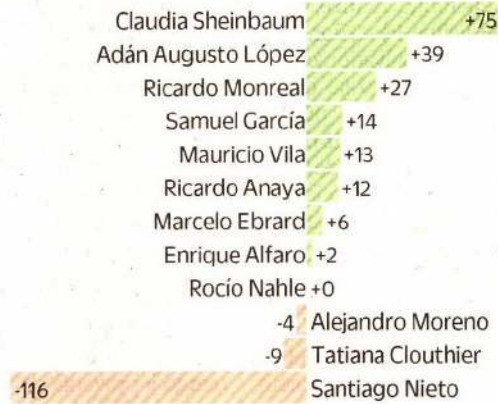 Claudia Sheinbaum +75
Adán Augusto López +39
Ricardo Monreal +27
Samuel García +14
Mauricio Vila +13
Ricardo Anaya +12
Marcelo Ebrard +6
Enrique Alfaro +2
Rocío Nahle +0
-4 Alejandro Moreno
-9 Tatiana Clouthier
-116 Santiago Nieto